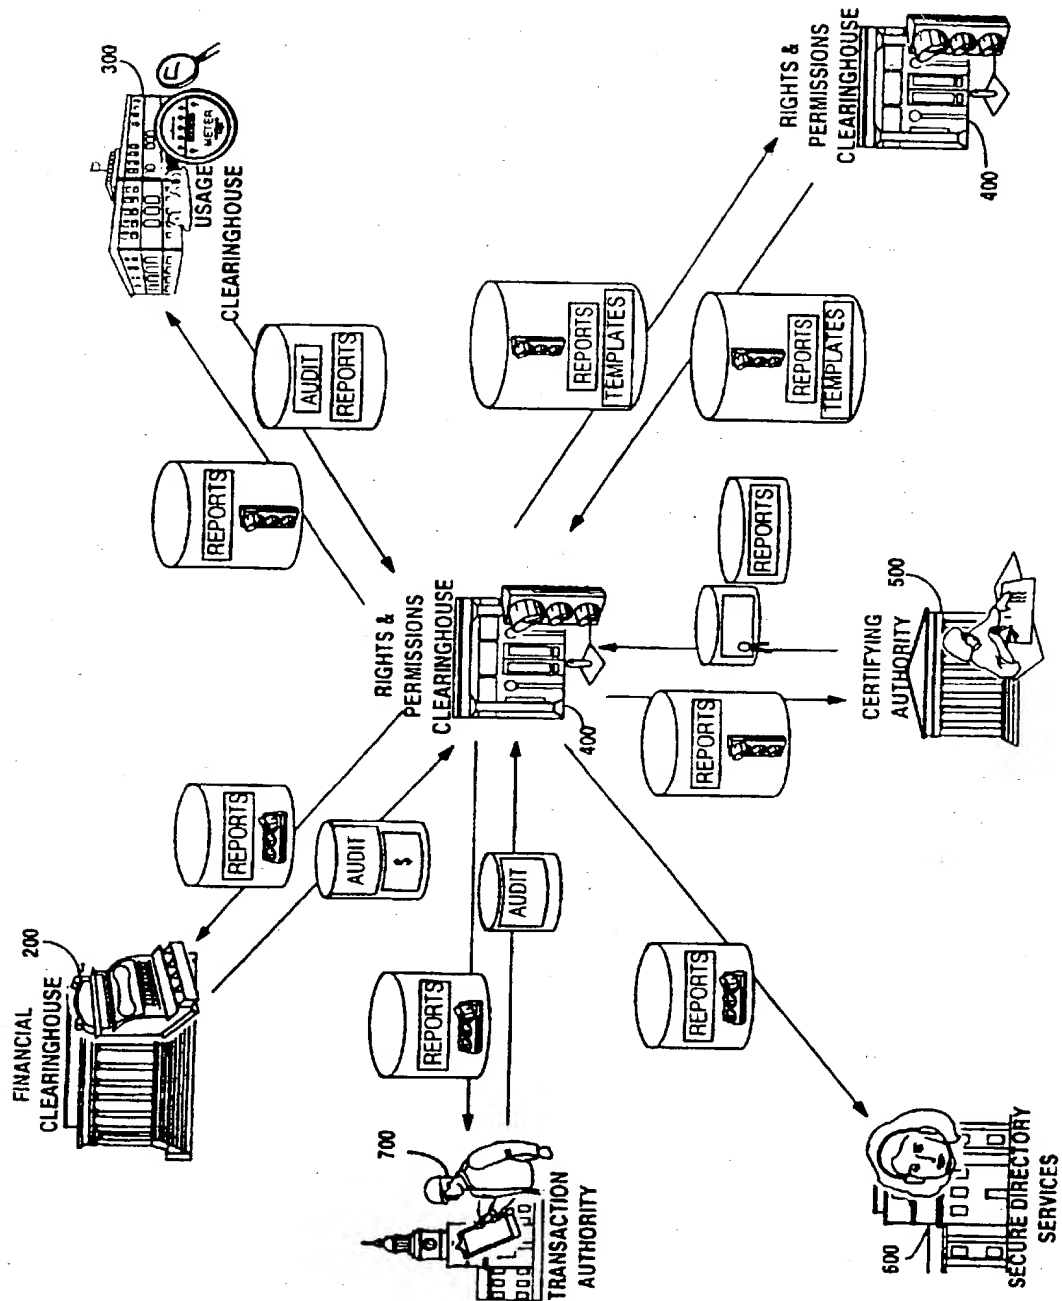 FINANCIAL
CLEARINGHOUSE
200
300
METER
USAGE
CLEARINGHOUSE
REPORTS
REPORTS
AUDIT
REPORTS
AUDIT
$
RIGHTS &
PERMISSIONS
CLEARINGHOUSE
400
700
TRANSACTION
AUTHORITY
REPORTS
AUDIT
REPORTS
TEMPLATES
REPORTS
TEMPLATES
RIGHTS &
PERMISSIONS
CLEARINGHOUSE
400
REPORTS
REPORTS
REPORTS
CERTIFYING
AUTHORITY
500
600
SECURE DIRECTORY
SERVICES